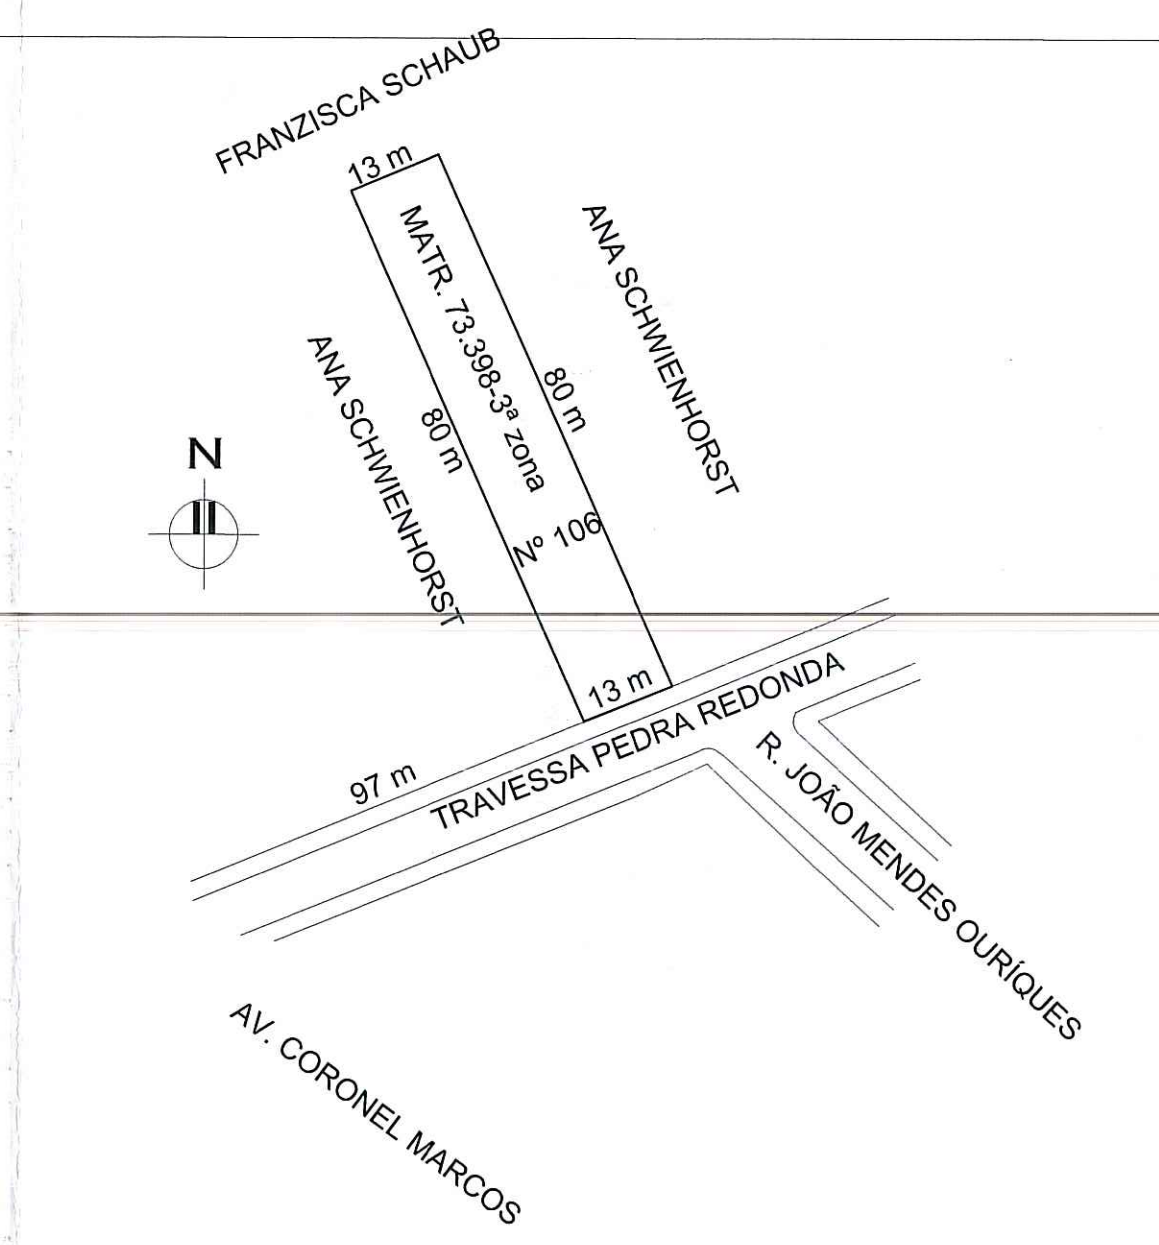 FRANZISCA SCHAUB
13 m
MATR. 73.398-3ª zona
ANA SCHWIENHORST
80 m
ANA SCHWIENHORST
80 m
N
Nº 106
13 m
97 m
TRAVESSA PEDRA REDONDA
R. JOÃO MENDES OURÍQUES
AV. CORONEL MARCOS